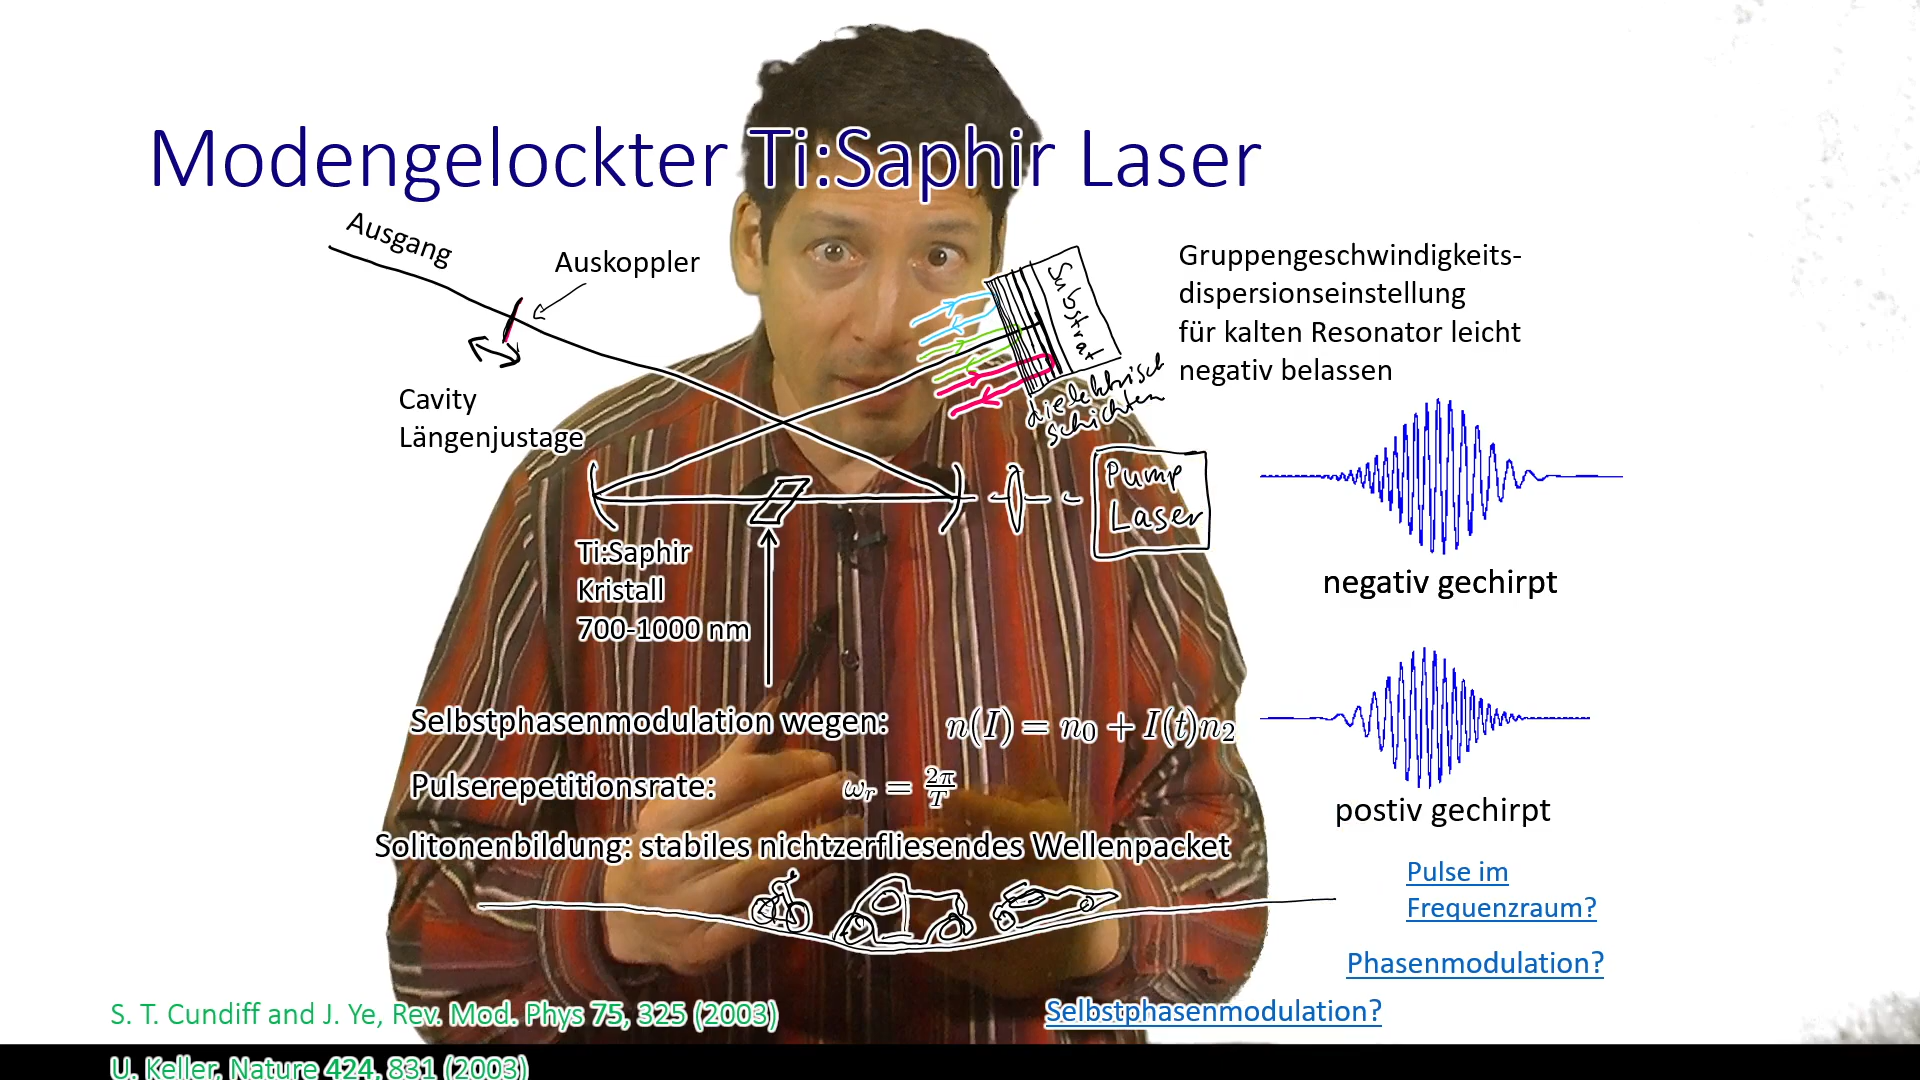 Modengelockter Ti:Saphir Laser
Ausgang
Auskoppler
Substrat
dielektrisch
schichten
Gruppengeschwindigkeits-
dispersionseinstellung
für kalten Resonator leicht
negativ belassen
Cavity
Längenjustage
Pump
Laser
Ti:Saphir
Kristall
700-1000 nm
negativ gechirpt
Selbstphasenmodulation wegen: n(I) = n₀ + I(t)n₂
Pulserepetitionsrate: ωᵣ = 2π/T
postiv gechirpt
Solitonenbildung: stabiles nichtzerfliesendes Wellenpacket
Pulse im
Frequenzraum?
Phasenmodulation?
Selbstphasenmodulation?
S. T. Cundiff and J. Ye, Rev. Mod. Phys 75, 325 (2003)
U. Keller, Nature 424, 831 (2003)